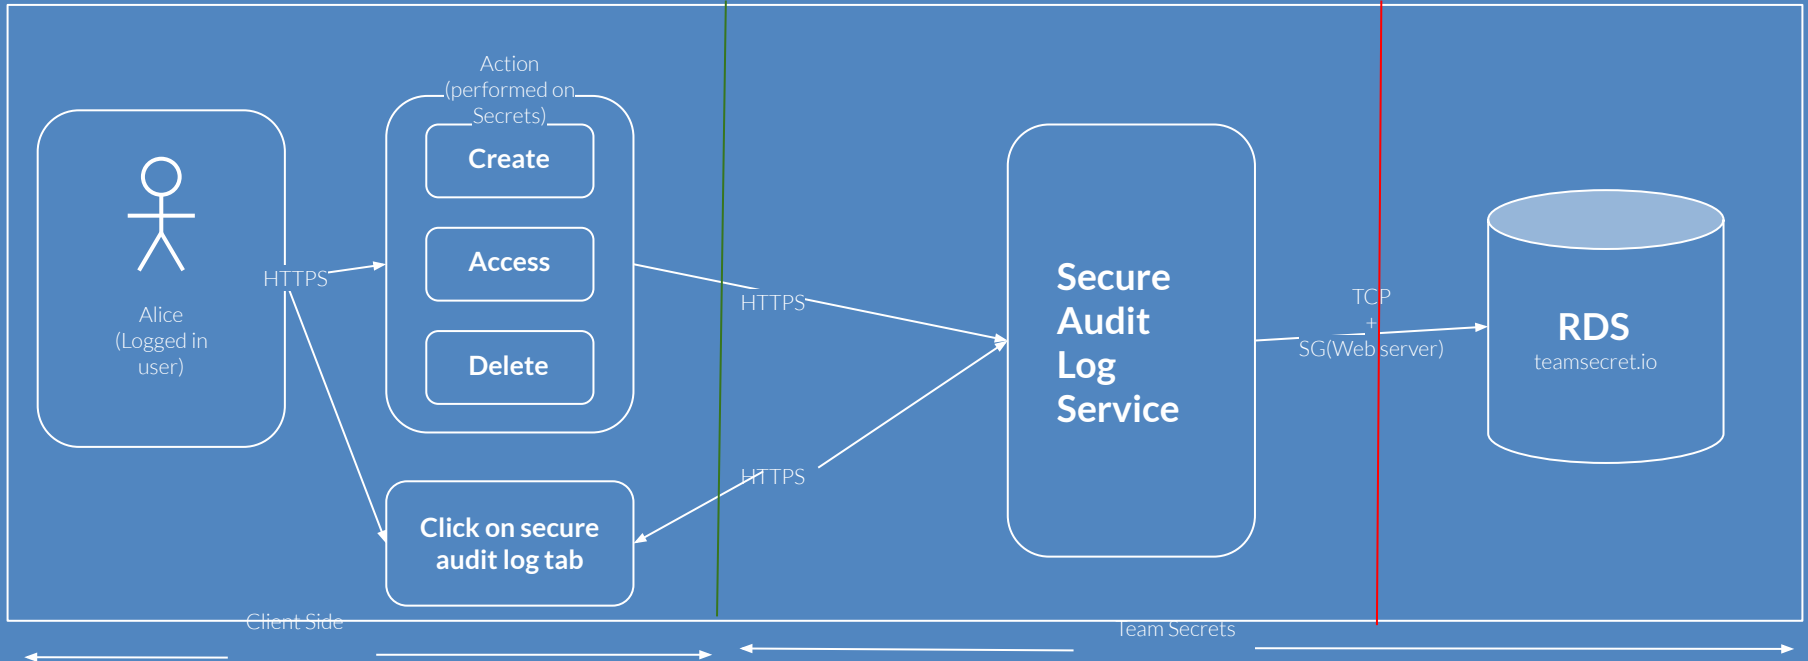 Action
(performed on
Secrets)
Create
Access
Delete
Alice
(Logged in
user)
HTTPS
HTTPS
HTTPS
Click on secure
audit log tab
Secure
Audit
Log
Service
TCP
+
SG(Web server)
RDS
teamsecret.io
Client Side
Team Secrets